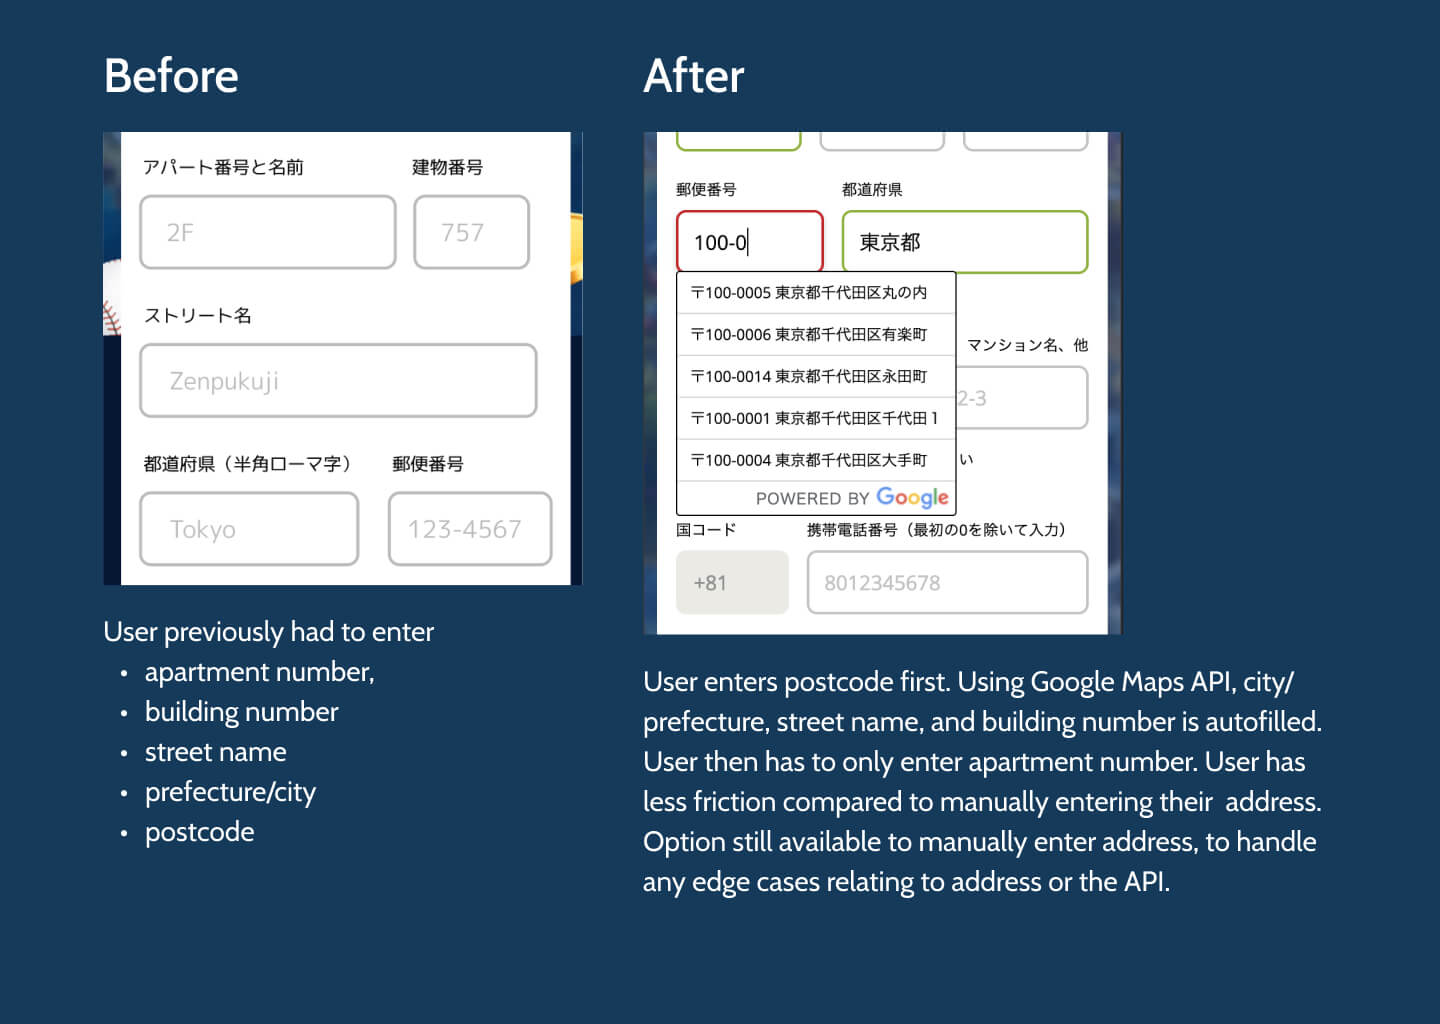 Before
アパート番号と名前 建物番号
2F 757
ストリート名
Zenpukuji
都道府県（半角ローマ字） 郵便番号
Tokyo 123-4567
User previously had to enter
• apartment number,
• building number
• street name
• prefecture/city
• postcode
After
郵便番号 都道府県
100-0 東京都
〒100-0005 東京都千代田区丸の内
〒100-0006 東京都千代田区有楽町
マンション名、他
〒100-0014 東京都千代田区永田町
2-3
〒100-0001 東京都千代田区千代田 1
〒100-0004 東京都千代田区大手町
い
POWERED BY Google
国コード 携帯電話番号（最初の0を除いて入力）
+81 8012345678
User enters postcode first. Using Google Maps API, city/
prefecture, street name, and building number is autofilled.
User then has to only enter apartment number. User has
less friction compared to manually entering their address.
Option still available to manually enter address, to handle
any edge cases relating to address or the API.